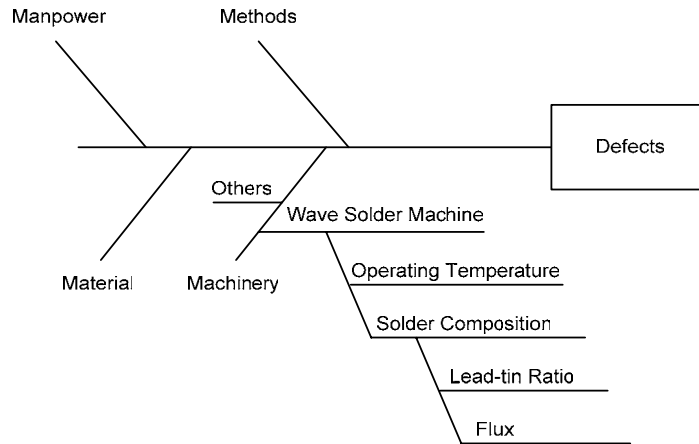 Manpower
Methods
Defects
Others
Wave Solder Machine
Operating Temperature
Material
Machinery
Solder Composition
Lead-tin Ratio
Flux